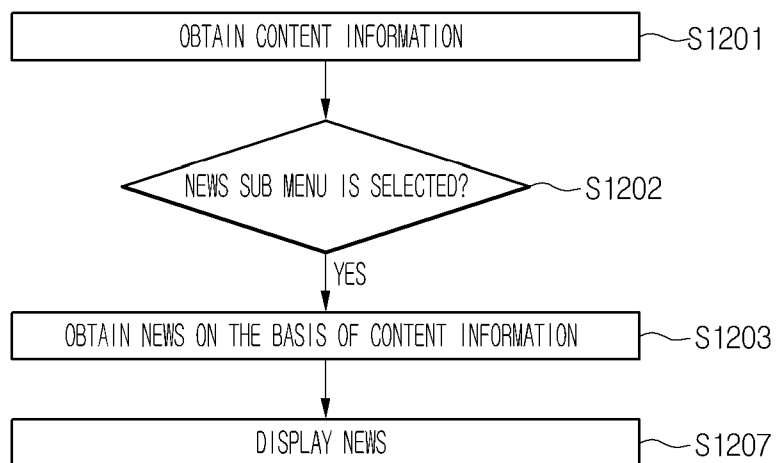 OBTAIN CONTENT INFORMATION
S1201
NEWS SUB MENU IS SELECTED?
S1202
YES
OBTAIN NEWS ON THE BASIS OF CONTENT INFORMATION
S1203
DISPLAY NEWS
S1207